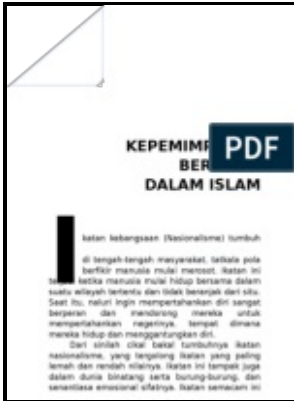 KEPEMIMP
PDF
BER
DALAM ISLAM
katan kebangsaan (Nasionalisme) tumbuh
di tengah-tengah masyarakat, tatkala pola
berfikir manusia mulai merosot. Ikatan ini
ketika manusia mulai hidup bersama dalam
suatu wilayah tertentu dan tidak beranjak dari situ.
Saat itu, naluri ingin mempertahankan diri sangat
berperan dan mendorong mereka untuk
mempertahankan negerinya, tempat dimana
mereka hidup dan menggantungkan diri.
Dari sinilah cikal bakal tumbuhnya ikatan
nasionalisme, yang tergolong ikatan yang paling
lemah dan rendah nilainya. Ikatan ini tampak juga
dalam dunia binatang serta burung-burung, dan
senantiasa emosional sifatnya. Ikatan semacam ini